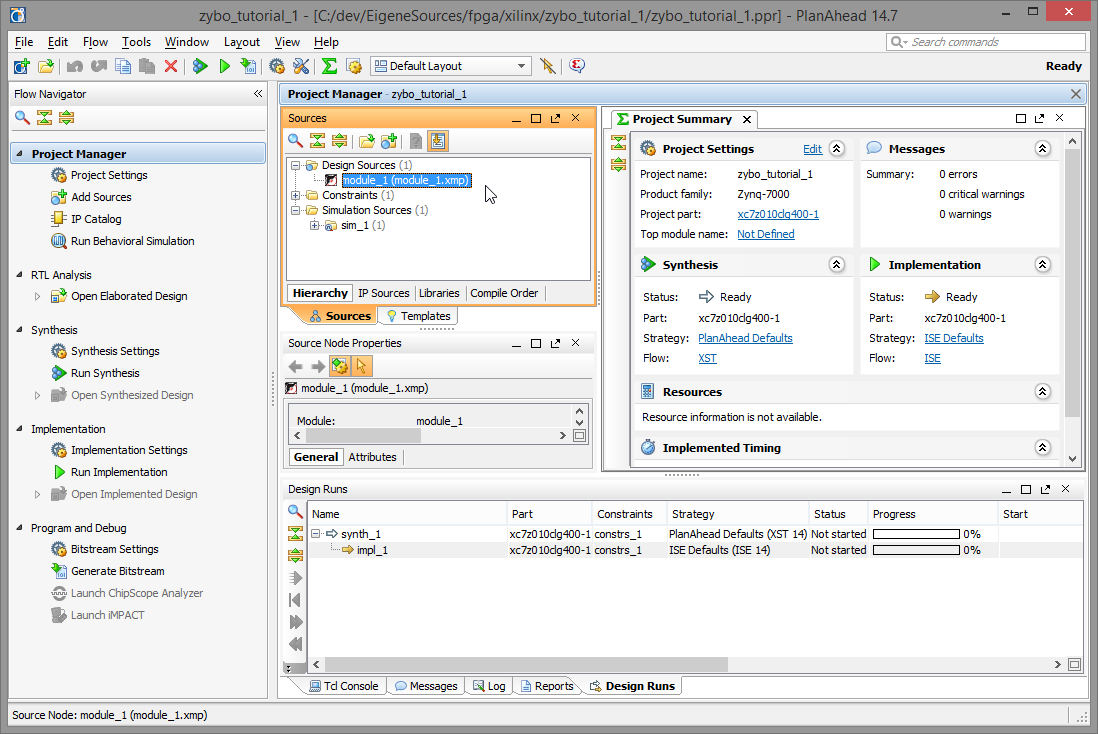 zybo_tutorial_1 - [C:/dev/EigeneSources/fpga/xilinx/zybo_tutorial_1/zybo_tutorial_1.ppr] - PlanAhead 14.7
File Edit Flow Tools Window Layout View Help
Search commands
Default Layout
Ready
Flow Navigator
Project Manager
Project Settings
Add Sources
IP Catalog
Run Behavioral Simulation
RTL Analysis
Open Elaborated Design
Synthesis
Synthesis Settings
Run Synthesis
Open Synthesized Design
Implementation
Implementation Settings
Run Implementation
Open Implemented Design
Program and Debug
Bitstream Settings
Generate Bitstream
Launch ChipScope Analyzer
Launch iMPACT
Project Manager - zybo_tutorial_1
Sources
Design Sources (1)
module_1 (module_1.xmp)
Constraints (1)
Simulation Sources (1)
sim_1 (1)
Hierarchy IP Sources Libraries Compile Order
Sources Templates
Source Node Properties
module_1 (module_1.xmp)
Module: module_1
General Attributes
Project Summary
Project Settings Edit
Project name: zybo_tutorial_1
Product family: Zynq-7000
Project part: xc7z010clg400-1
Top module name: Not Defined
Messages
Summary: 0 errors
0 critical warnings
0 warnings
Synthesis
Status: Ready
Part: xc7z010clg400-1
Strategy: PlanAhead Defaults
Flow: XST
Implementation
Status: Ready
Part: xc7z010clg400-1
Strategy: ISE Defaults
Flow: ISE
Resources
Resource information is not available.
Implemented Timing
Design Runs
Name Part Constraints Strategy Status Progress Start
synth_1 xc7z010clg400-1 constrs_1 PlanAhead Defaults (XST 14) Not started 0%
impl_1 xc7z010clg400-1 constrs_1 ISE Defaults (ISE 14) Not started 0%
Tcl Console Messages Log Reports Design Runs
Source Node: module_1 (module_1.xmp)